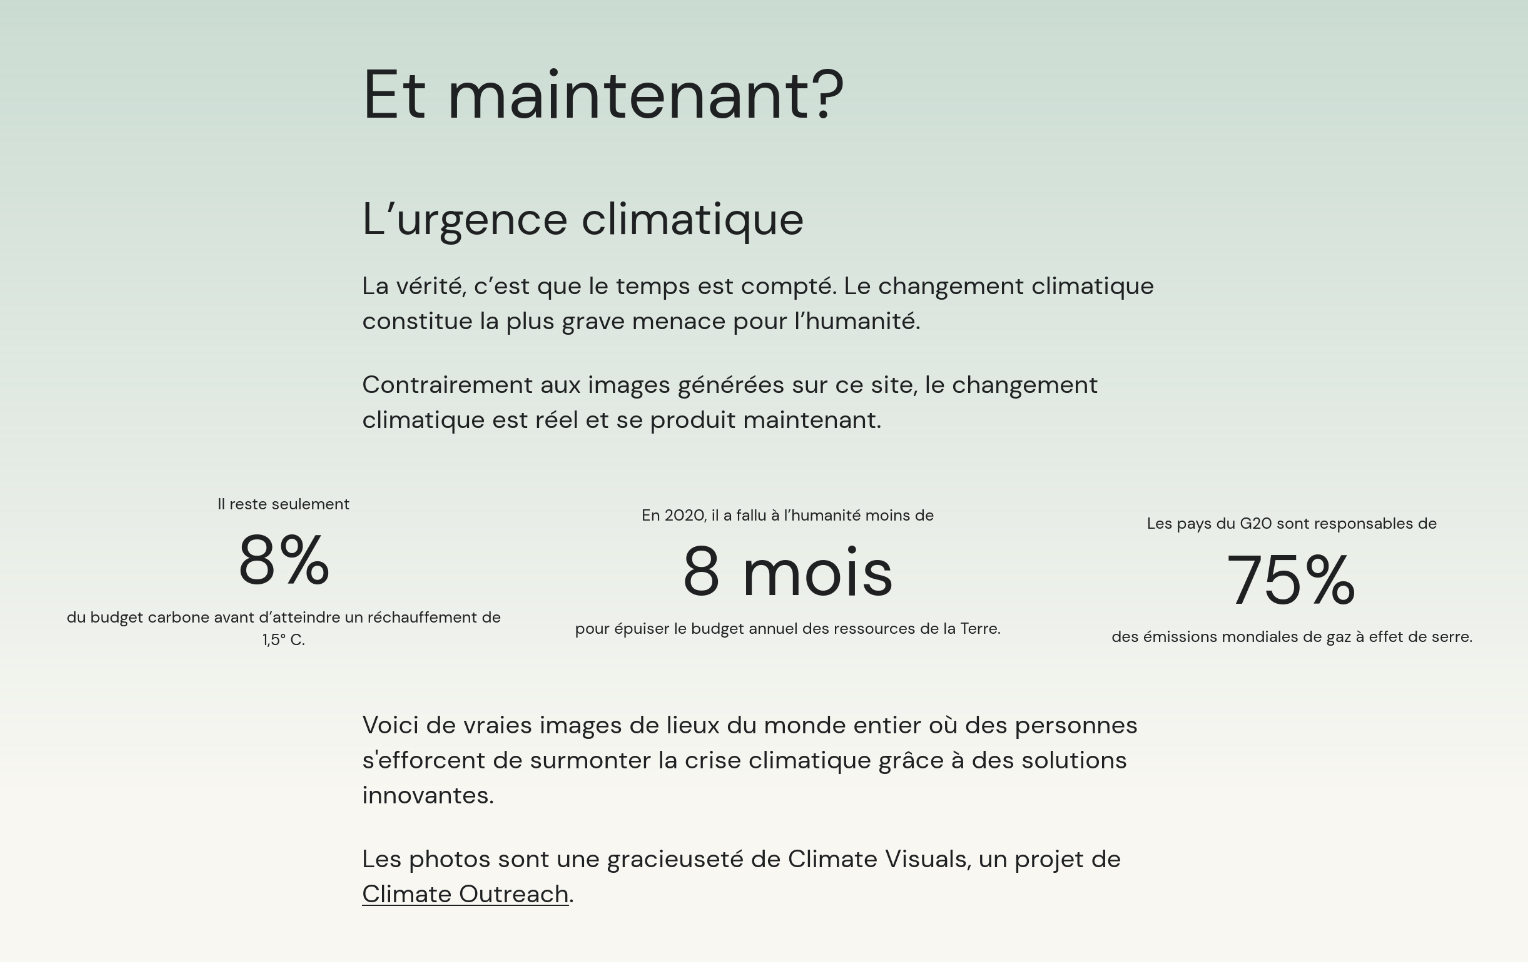 Et maintenant?
L’urgence climatique
La vérité, c’est que le temps est compté. Le changement climatique
constitue la plus grave menace pour l’humanité.
Contrairement aux images générées sur ce site, le changement
climatique est réel et se produit maintenant.
Il reste seulement
8%
du budget carbone avant d’atteindre un réchauffement de
1,5° C.
En 2020, il a fallu à l’humanité moins de
8 mois
pour épuiser le budget annuel des ressources de la Terre.
Les pays du G20 sont responsables de
75%
des émissions mondiales de gaz à effet de serre.
Voici de vraies images de lieux du monde entier où des personnes
s'efforcent de surmonter la crise climatique grâce à des solutions
innovantes.
Les photos sont une gracieuseté de Climate Visuals, un projet de
Climate Outreach.